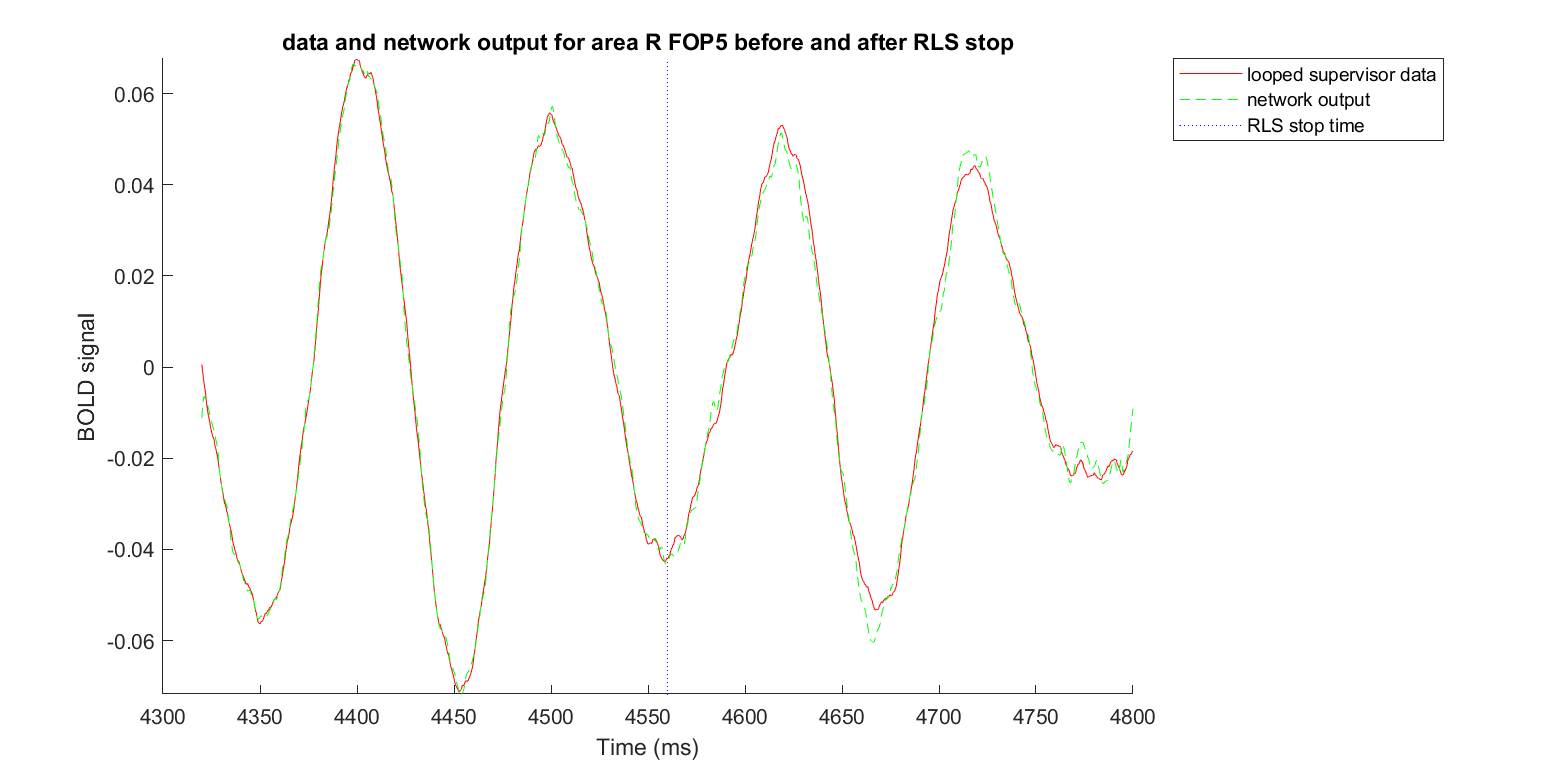 data and network output for area R FOP5 before and after RLS stop
looped supervisor data
network output
RLS stop time
0.06
0.04
0.02
0
-0.02
-0.04
-0.06
BOLD signal
4300 4350 4400 4450 4500 4550 4600 4650 4700 4750 4800
Time (ms)